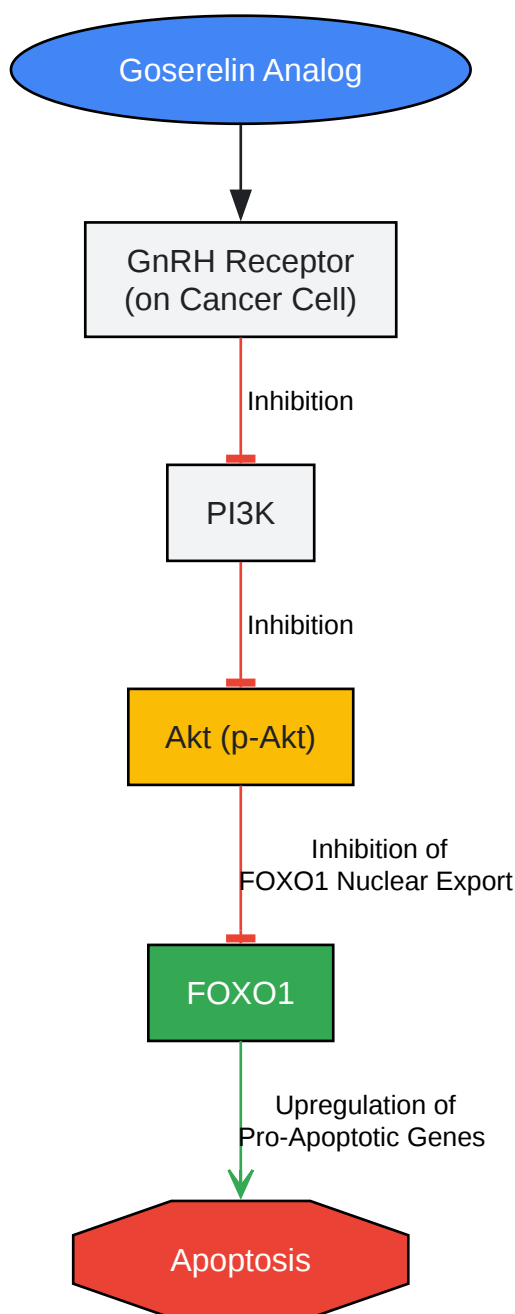 Goserelin Analog
GnRH Receptor
(on Cancer Cell)
Inhibition
PI3K
Inhibition
Akt (p-Akt)
Inhibition of
FOXO1 Nuclear Export
FOXO1
Upregulation of
Pro-Apoptotic Genes
Apoptosis